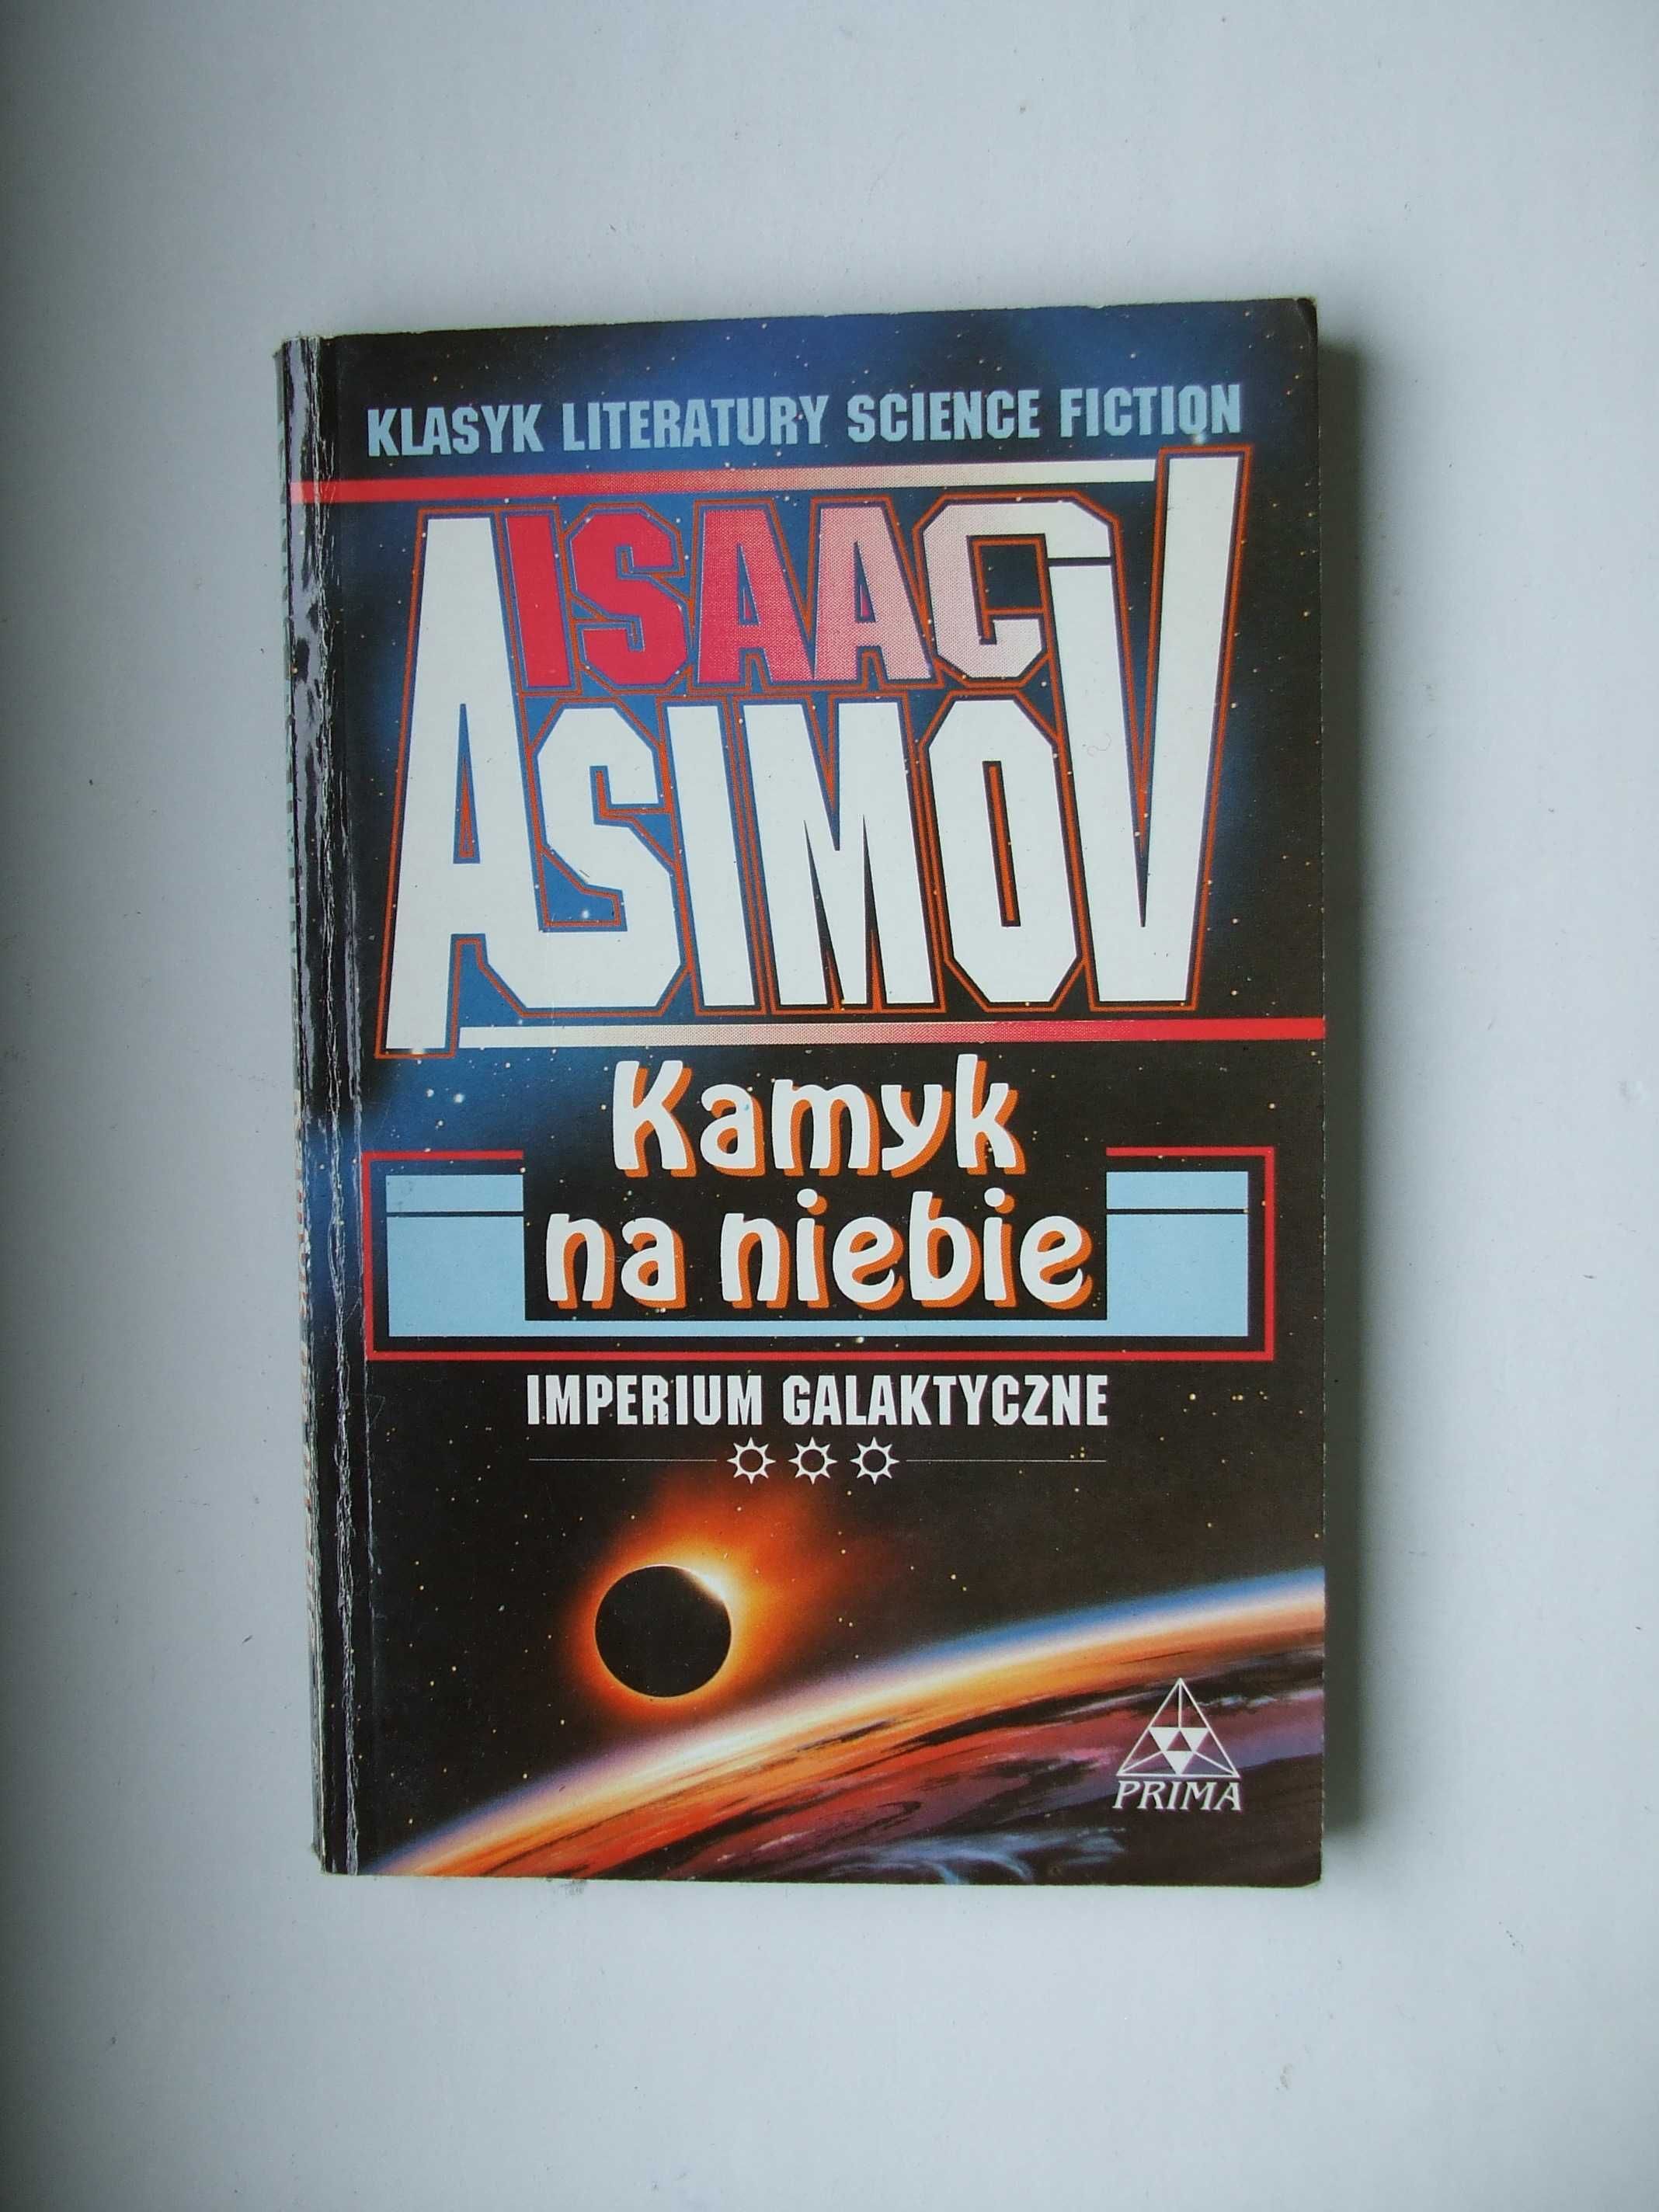 KLASYK LITERATURY SCIENCE FICTION
ISAAC
ASIMOV
Kamyk
na niebie
IMPERIUM GALAKTYCZNE
PRIMA